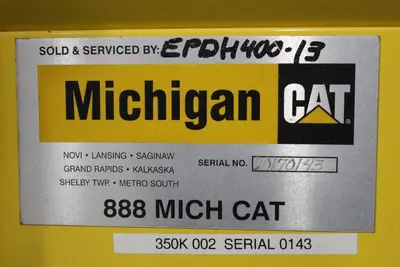 SOLD & SERVICED BY: EPDH400-13
Michigan CAT
NOVI • LANSING • SAGINAW
GRAND RAPIDS • KALKASKA
SHELBY TWP. • METRO SOUTH
SERIAL NO.
888 MICH CAT
350K 002 SERIAL 0143